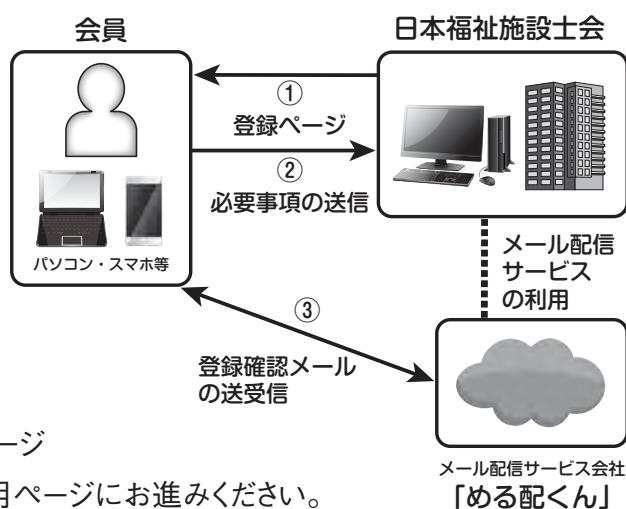 会員
日本福祉施設士会
①
登録ページ
②
必要事項の送信
パソコン・スマホ等
メール配信
サービス
の利用
③
登録確認メール
の送受信
ージ
ページにお進みください。
メール配信サービス会社
「める配くん」